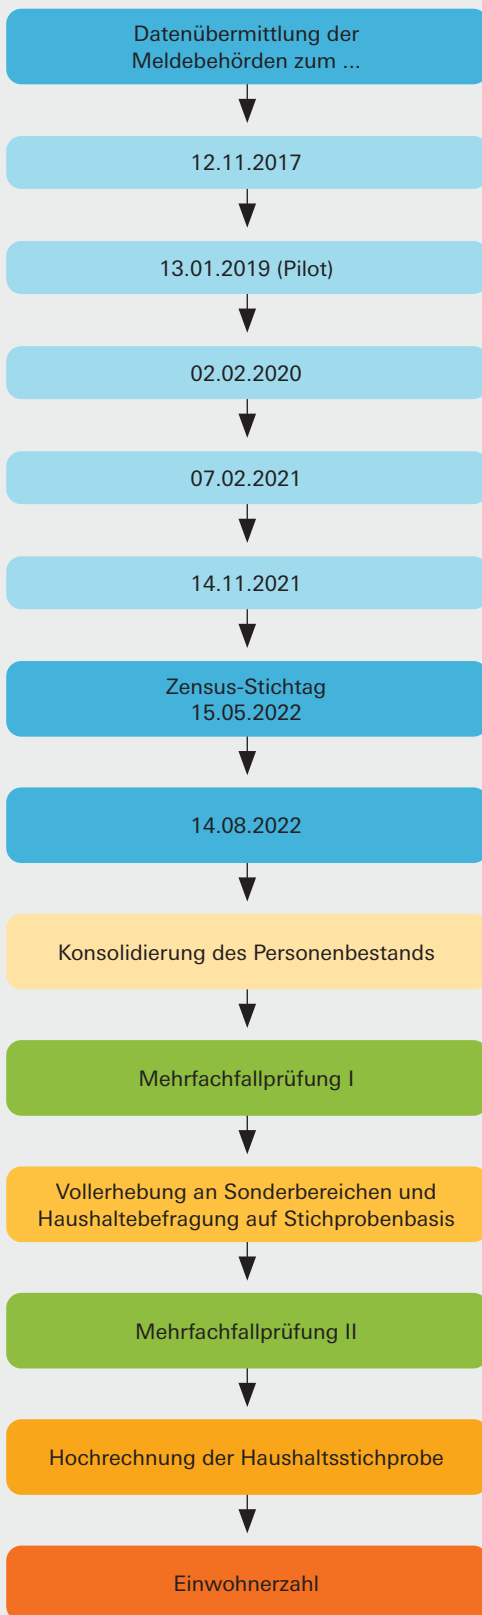 Datenübermittlung der
Meldebehörden zum ...
12.11.2017
13.01.2019 (Pilot)
02.02.2020
07.02.2021
14.11.2021
Zensus-Stichtag
15.05.2022
14.08.2022
Konsolidierung des Personenbestands
Mehrfachfallprüfung I
Vollerhebung an Sonderbereichen und
Haushaltebefragung auf Stichprobenbasis
Mehrfachfallprüfung II
Hochrechnung der Haushaltsstichprobe
Einwohnerzahl